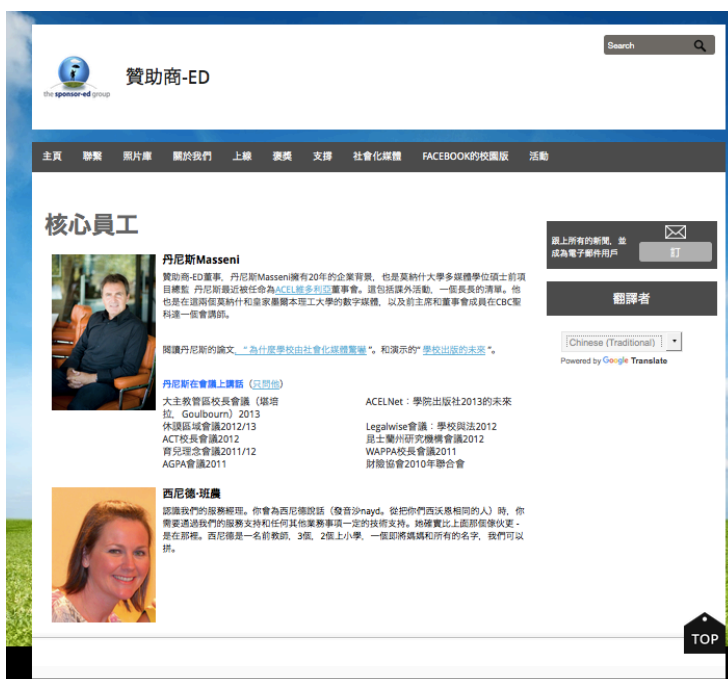 Search
the sponsor-ed group
贊助商-ED
主頁 聯繫 照片庫 關於我們 上線 褒獎 支撐 社會化媒體 FACEBOOK的校園版 活動
核心員工
丹尼斯Masseni
贊助商-ED董事，丹尼斯Masseni擁有20年的企業背景，也是莫納什大學多媒體學位碩士前項
目總監 丹尼斯最近被任命為ACEL維多利亞董事會。這包括課外活動，一個長長的清單。他
也是在這兩個莫納什和皇家墨爾本理工大學的數字媒體，以及前主席和董事會成員在CBC聖
科達一個會講師。
閱讀丹尼斯的論文，“為什麼學校由社會化媒體驚嚇”。和演示的“學校出版的未來”。
丹尼斯在會議上講話（只問他）
大主教管區校長會議（堪培
拉，Goulbourn）2013
ACELNet：學院出版社2013的未來
休謨區域會議2012/13
Legalwise會議：學校與法2012
ACT校長會議2012
昆士蘭州研究機構會議2012
育兒理念會議2011/12
WAPPA校長會議2011
AGPA會議2011
財險協會2010年聯合會
西尼德·班農
認識我們的服務經理。你會為西尼德說話（發音沙nayd。從把你們西沃恩相同的人）時，你
需要通過我們的服務支持和任何其他業務事項一定的技術支持。她確實比上面那個傢伙更 -
是在那裡。西尼德是一名前教師，3個，2個上小學，一個即將媽媽和所有的名字，我們可以
拼。
跟上所有的新聞，並
成為電子郵件用戶
訂
翻譯者
Chinese (Traditional)
Powered by Google Translate
TOP